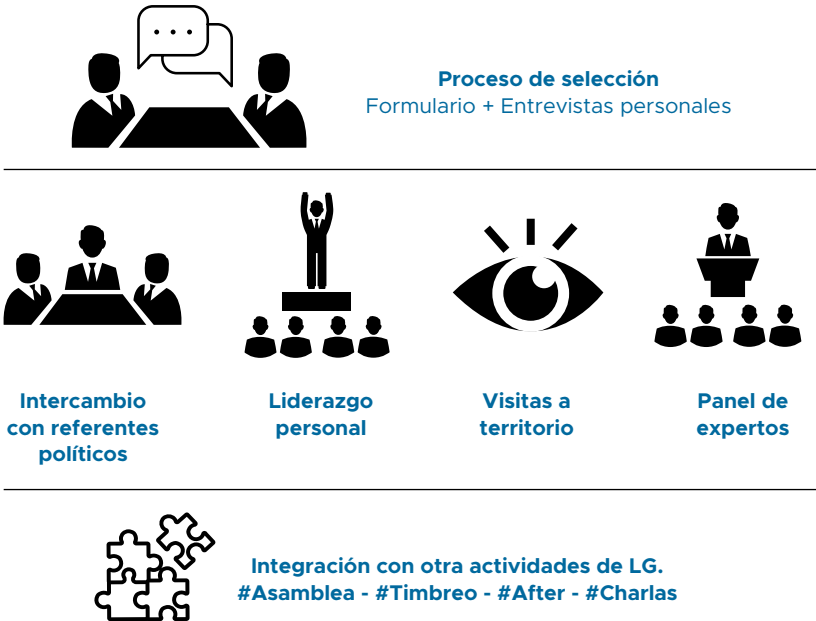 Proceso de selección
Formulario + Entrevistas personales
Intercambio
con referentes
políticos
Liderazgo
personal
Visitas a
territorio
Panel de
expertos
Integración con otra actividades de LG.
#Asamblea - #Timbreo - #After - #Charlas